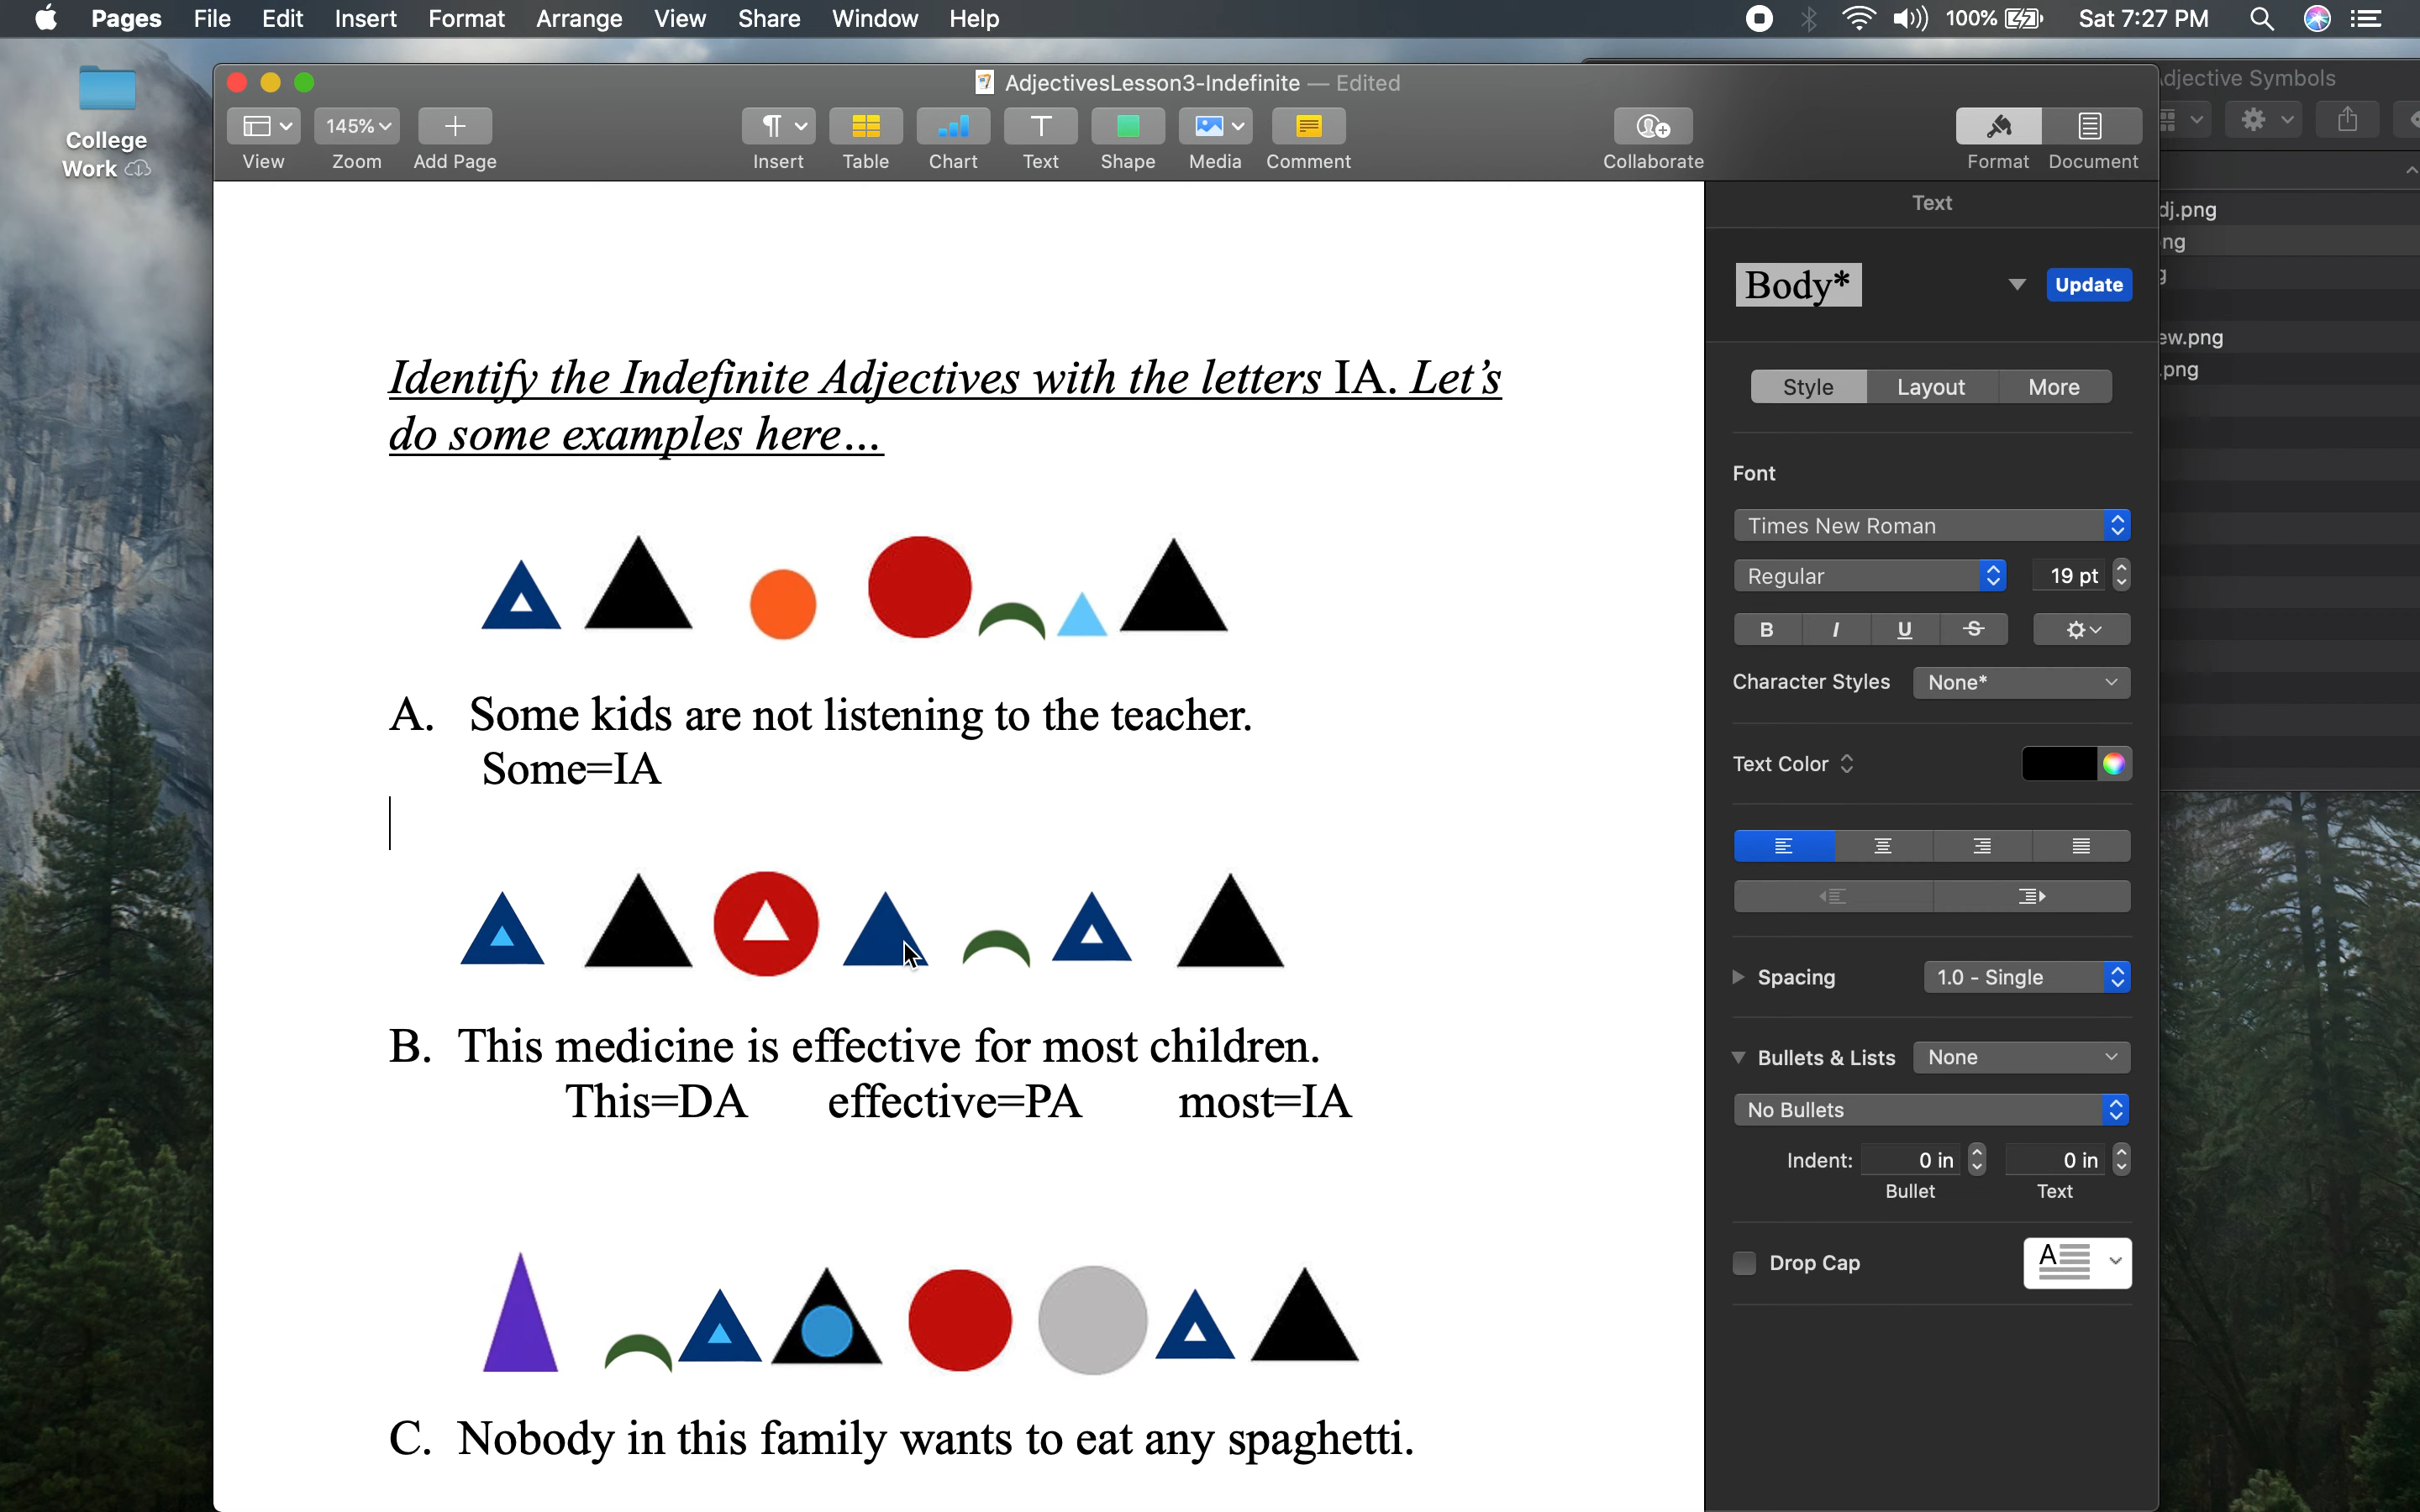 Pages File Edit Insert Format Arrange View Share Window Help 100% Sat 7:27 PM
College
Work
AdjectivesLesson3-Indefinite — Edited
djective Symbols
145%
View Zoom Add Page Insert Table Chart Text Shape Media Comment Collaborate Format Document
Text
dj.png
ng
g
ew.png
.png
Body* Update
Style Layout More
Font
Times New Roman
Regular 19 pt
B I U S
Character Styles None*
Text Color
Spacing 1.0 - Single
Bullets & Lists None
No Bullets
Indent: 0 in 0 in
Bullet Text
Drop Cap A
Identify the Indefinite Adjectives with the letters IA. Let's
do some examples here...
A. Some kids are not listening to the teacher.
Some=IA
B. This medicine is effective for most children.
This=DA effective=PA most=IA
C. Nobody in this family wants to eat any spaghetti.